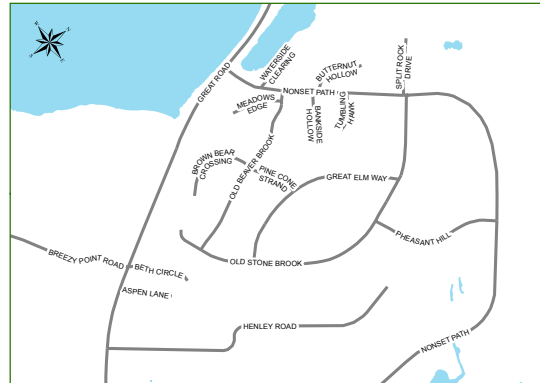 N
E
S
W
SPLIT ROCK
DRIVE
WATERSIDE
CLEARING
BUTTERNUT
HOLLOW
GREAT ROAD
NONSET PATH
MEADOWS
EDGE
BANKSIDE
HOLLOW
TUMBLING
HAWK
BROWN BEAR
CROSSING
OLD BEAVER BROOK
PINE CONE
STRAND
GREAT ELM WAY
PHEASANT HILL
BREEZY POINT ROAD
BETH CIRCLE
OLD STONE BROOK
ASPEN LANE
HENLEY ROAD
NONSET PATH